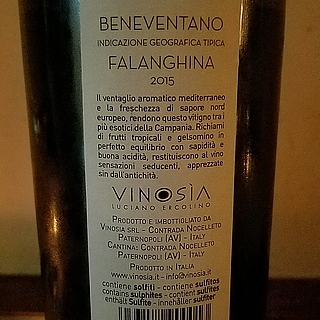 BENEVENTANO
INDICAZIONE GEOGRAFICA TIPICA
FALANGHINA
2015
Il ventaglio aromatico mediterraneo
e la freschezza di sapore nord
europeo, rendono questo vitigno tra i
più esotici della Campania. Richiami
di frutti tropicali e gelsomino in
perfetto equilibrio con sapidità e
buona acidità, restituiscono al vino
sensazioni seducenti, apprezzate
sin dall'antichità.
VINOSÌA
LUCIANO ERCOLINO
PRODOTTO E IMBOTTIGLIATO DA
VINOSIA SRL - CONTRADA NOCELLETO
PATERNOPOLI (AV) - ITALY
CANTINA: CONTRADA NOCELLETO
PATERNOPOLI (AV) - ITALY
PRODOTTO IN ITALIA
www.vinosia.it - info@vinosia.it
contiene solfiti - contiene sulfitos
contains sulphites - contient sulfites
enthält Sulfite - innehåller sulfiter